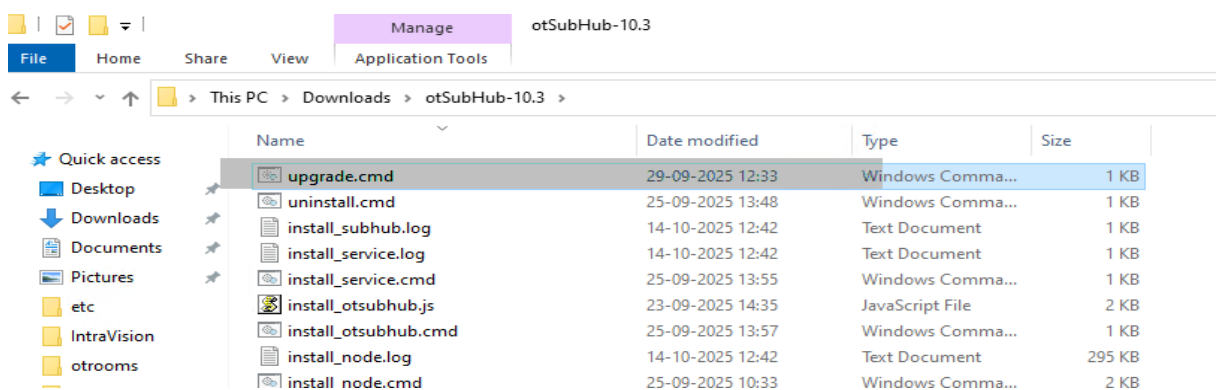 Manage otSubHub-10.3
File Home Share View Application Tools
This PC > Downloads > otSubHub-10.3 >
Name Date modified Type Size
Quick access
Desktop
Downloads
Documents
Pictures
etc
IntraVision
otrooms
upgrade.cmd 29-09-2025 12:33 Windows Comma... 1 KB
uninstall.cmd 25-09-2025 13:48 Windows Comma... 1 KB
install_subhub.log 14-10-2025 12:42 Text Document 1 KB
install_service.log 14-10-2025 12:42 Text Document 1 KB
install_service.cmd 25-09-2025 13:55 Windows Comma... 1 KB
install_otsubhub.js 23-09-2025 14:35 JavaScript File 2 KB
install_otsubhub.cmd 25-09-2025 13:57 Windows Comma... 1 KB
install_node.log 14-10-2025 12:42 Text Document 295 KB
install_node.cmd 25-09-2025 10:33 Windows Comma... 2 KB